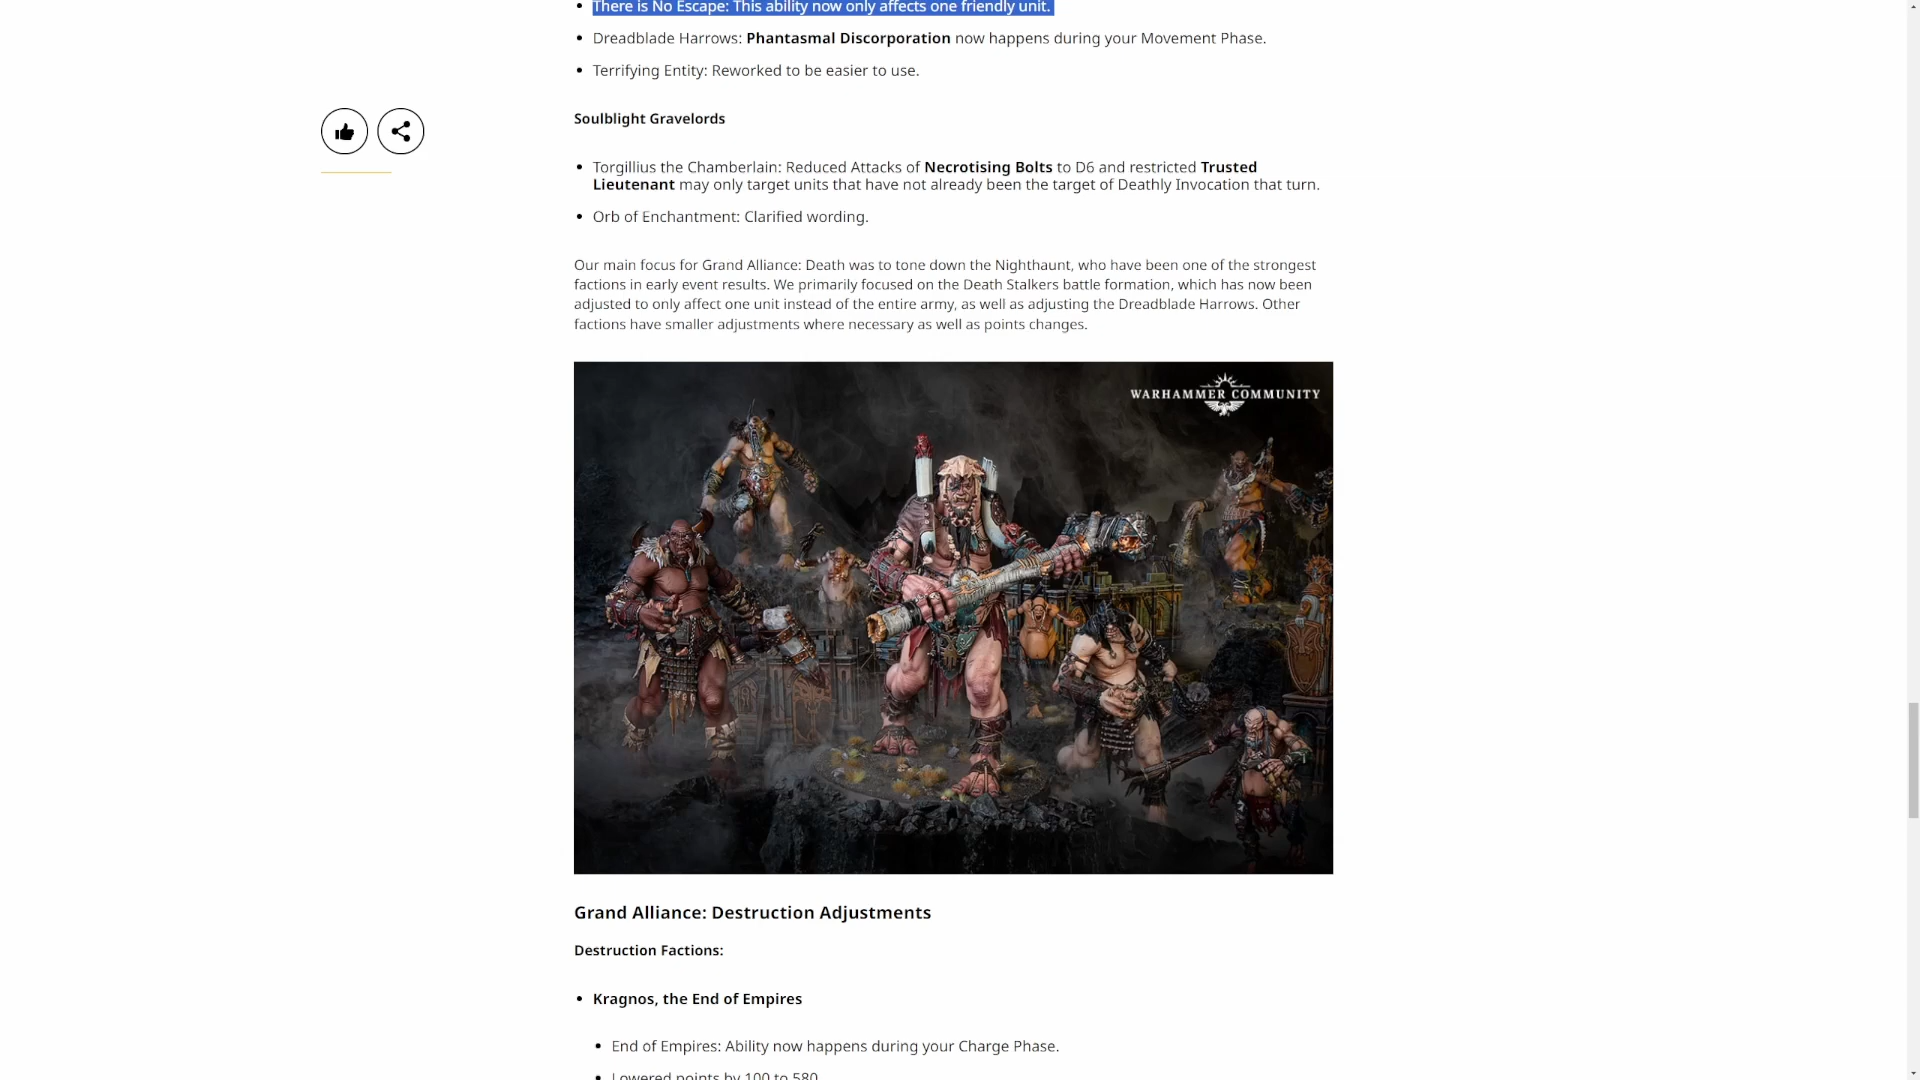 There is No Escape: This ability now only affects one friendly unit.
Dreadblade Harrows: Phantasmal Discorporation now happens during your Movement Phase.
Terrifying Entity: Reworked to be easier to use.
Soulblight Gravelords
Torgillius the Chamberlain: Reduced Attacks of Necrotising Bolts to D6 and restricted Trusted
Lieutenant may only target units that have not already been the target of Deathly Invocation that turn.
Orb of Enchantment: Clarified wording.
Our main focus for Grand Alliance: Death was to tone down the Nighthaunt, who have been one of the strongest
factions in early event results. We primarily focused on the Death Stalkers battle formation, which has now been
adjusted to only affect one unit instead of the entire army, as well as adjusting the Dreadblade Harrows. Other
factions have smaller adjustments where necessary as well as points changes.
WARHAMMER COMMUNITY
Grand Alliance: Destruction Adjustments
Destruction Factions:
Kragnos, the End of Empires
End of Empires: Ability now happens during your Charge Phase.
Lowered points by 100 to 580